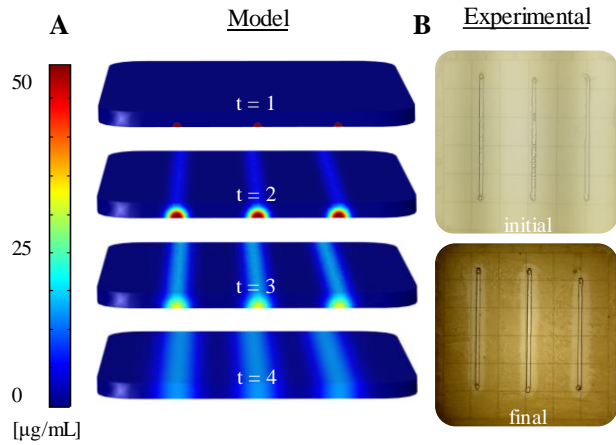 A
Model
B
Experimental
50
25
0
[µg/mL]
t = 1
t = 2
t = 3
t = 4
initial
final